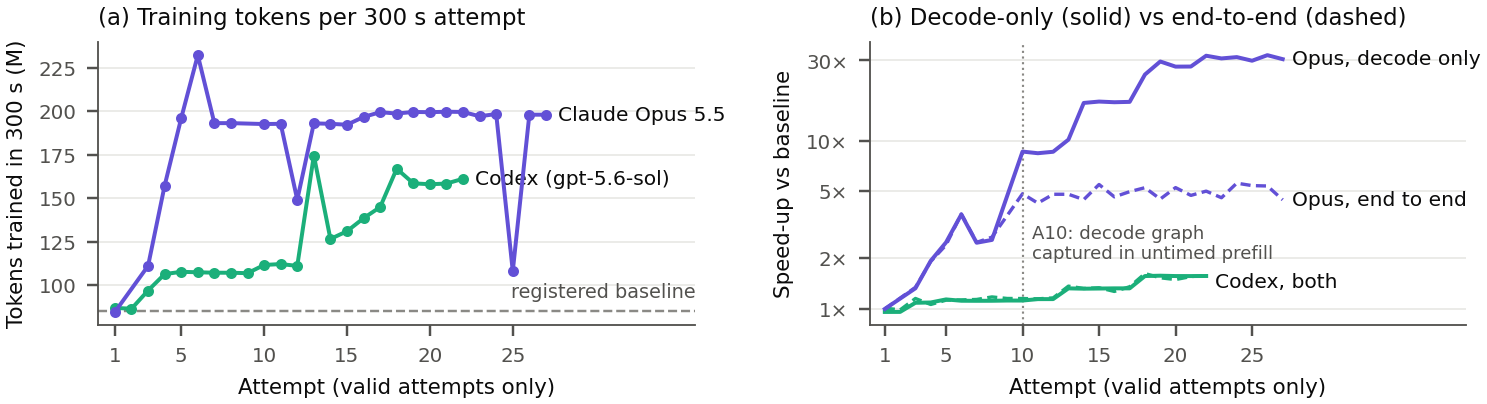 (a) Training tokens per 300 s attempt
Tokens trained in 300 s (M)
225
200
175
150
125
100
Claude Opus 5.5
Codex (gpt-5.6-sol)
registered baseline
1
5
10
15
20
25
Attempt (valid attempts only)
(b) Decode-only (solid) vs end-to-end (dashed)
Speed-up vs baseline
30×
10×
5×
2×
1×
Opus, decode only
Opus, end to end
A10: decode graph
captured in untimed prefill
Codex, both
1
5
10
15
20
25
Attempt (valid attempts only)